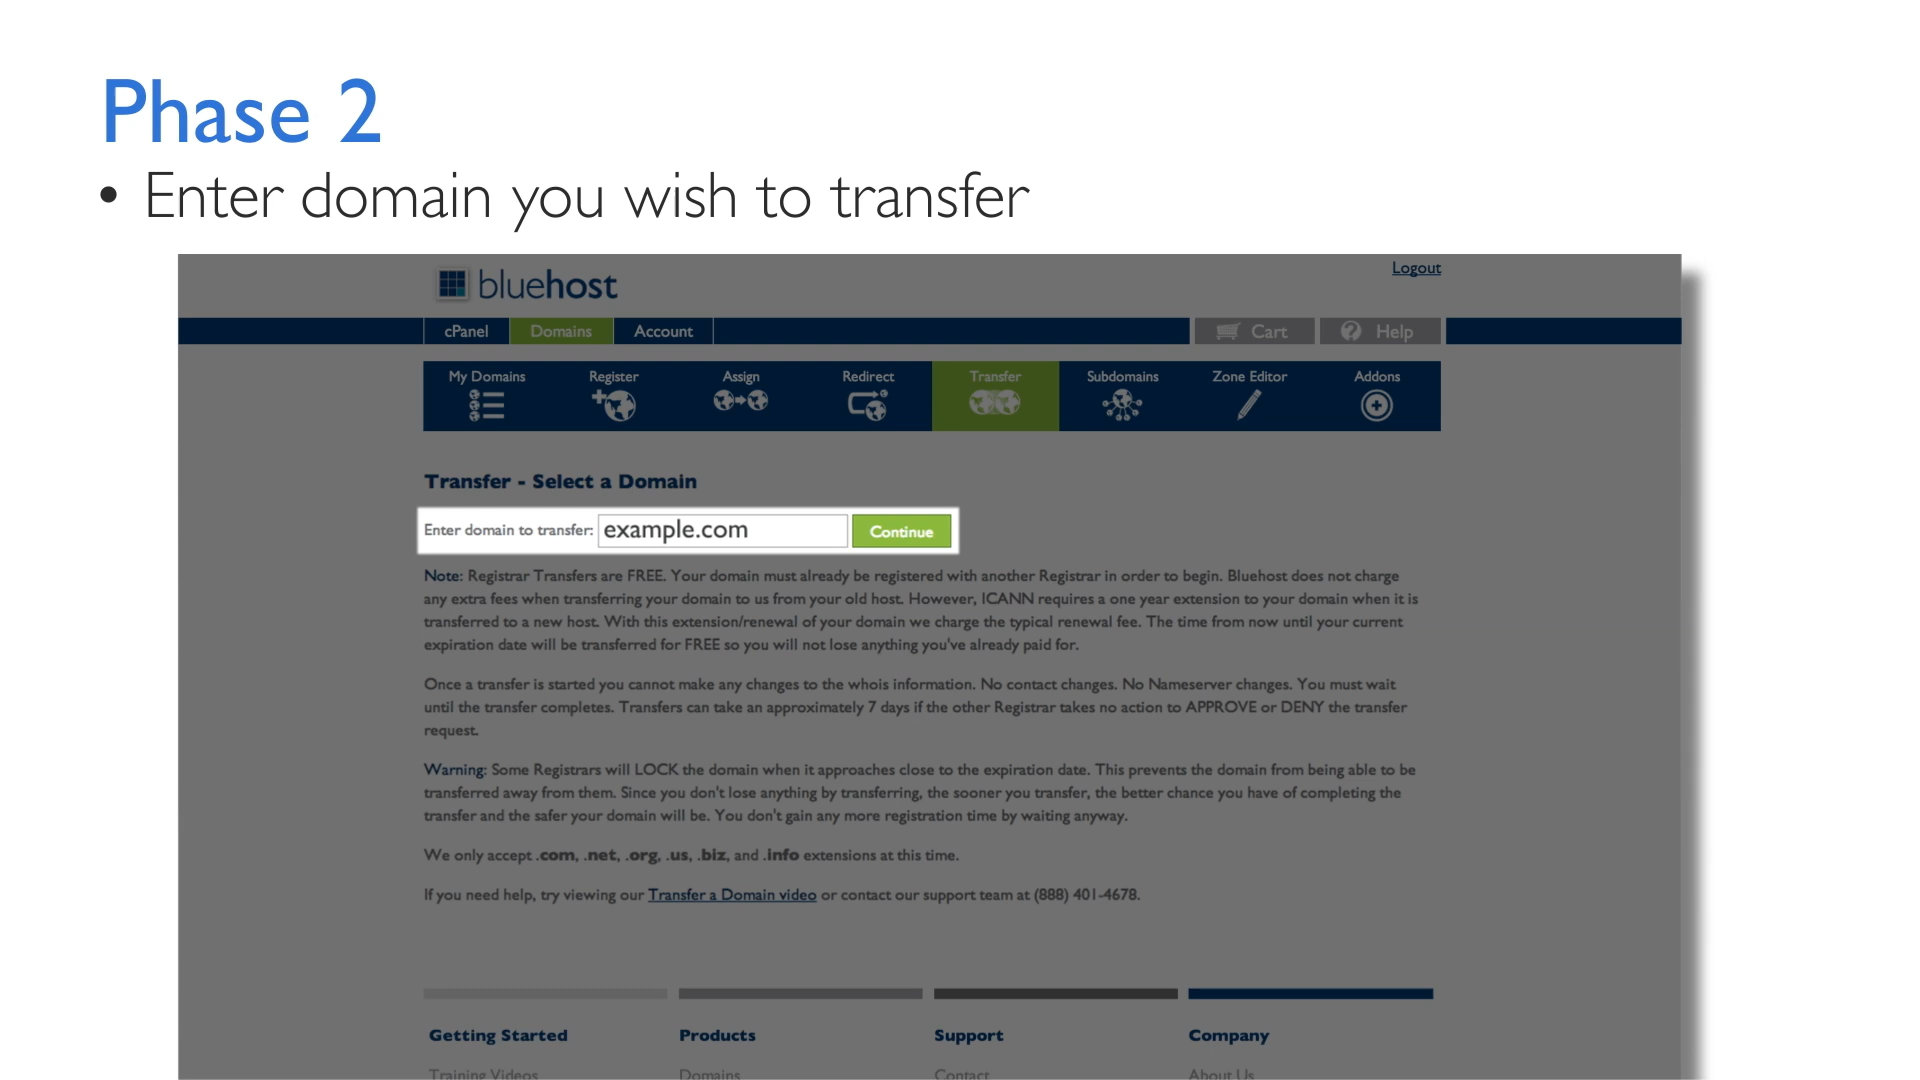 Phase 2
• Enter domain you wish to transfer
Logout
bluehost
cPanel Domains Account Cart Help
My Domains Register Assign Redirect Transfer Subdomains Zone Editor Addons
Transfer - Select a Domain
Enter domain to transfer: example.com Continue
Note: Registrar Transfers are FREE. Your domain must already be registered with another Registrar in order to begin. Bluehost does not charge
any extra fees when transferring your domain to us from your old host. However, ICANN requires a one year extension to your domain when it is
transferred to a new host. With this extension/renewal of your domain we charge the typical renewal fee. The time from now until your current
expiration date will be transferred for FREE so you will not lose anything you've already paid for.
Once a transfer is started you cannot make any changes to the whois information. No contact changes. No Nameserver changes. You must wait
until the transfer completes. Transfers can take an approximately 7 days if the other Registrar takes no action to APPROVE or DENY the transfer
request.
Warning: Some Registrars will LOCK the domain when it approaches close to the expiration date. This prevents the domain from being able to be
transferred away from them. Since you don't lose anything by transferring, the sooner you transfer, the better chance you have of completing the
transfer and the safer your domain will be. You don't gain any more registration time by waiting anyway.
We only accept .com, .net, .org, .us, .biz, and .info extensions at this time.
If you need help, try viewing our Transfer a Domain video or contact our support team at (888) 401-4678.
Getting Started Products Support Company
Training Videos Domains Contact About Us